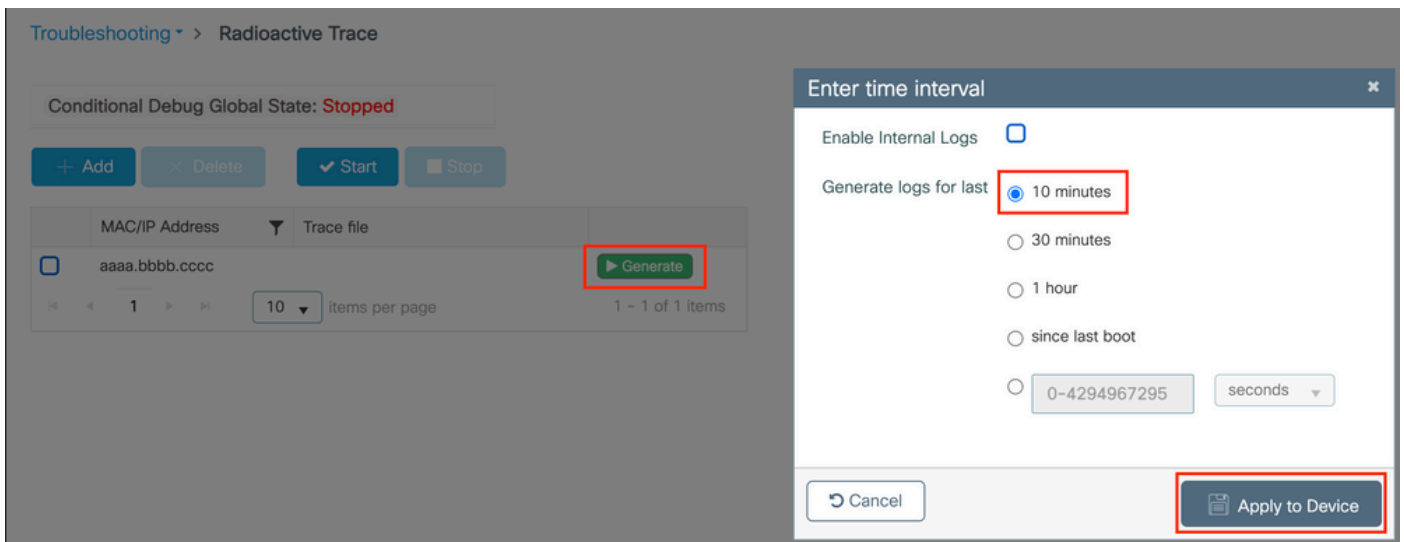 Troubleshooting > Radioactive Trace
Conditional Debug Global State: Stopped
+ Add
× Delete
Start
Stop
MAC/IP Address
Trace file
aaaa.bbbb.cccc
Generate
1
10
items per page
1 - 1 of 1 items
Enter time interval
Enable Internal Logs
Generate logs for last
10 minutes
30 minutes
1 hour
since last boot
0-4294967295
seconds
Cancel
Apply to Device